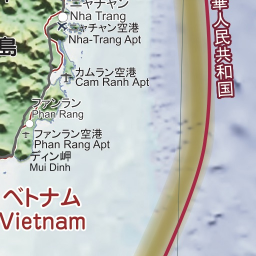 ニャチャン
Nha Trang
ニャチャン空港
Nha-Trang Apt
島
カムラン空港
Cam Ranh Apt
ファンラン
Phan Rang
ファンラン空港
Phan Rang Apt
ディン岬
Mui Dinh
ベトナム
Vietnam
華人民共和国